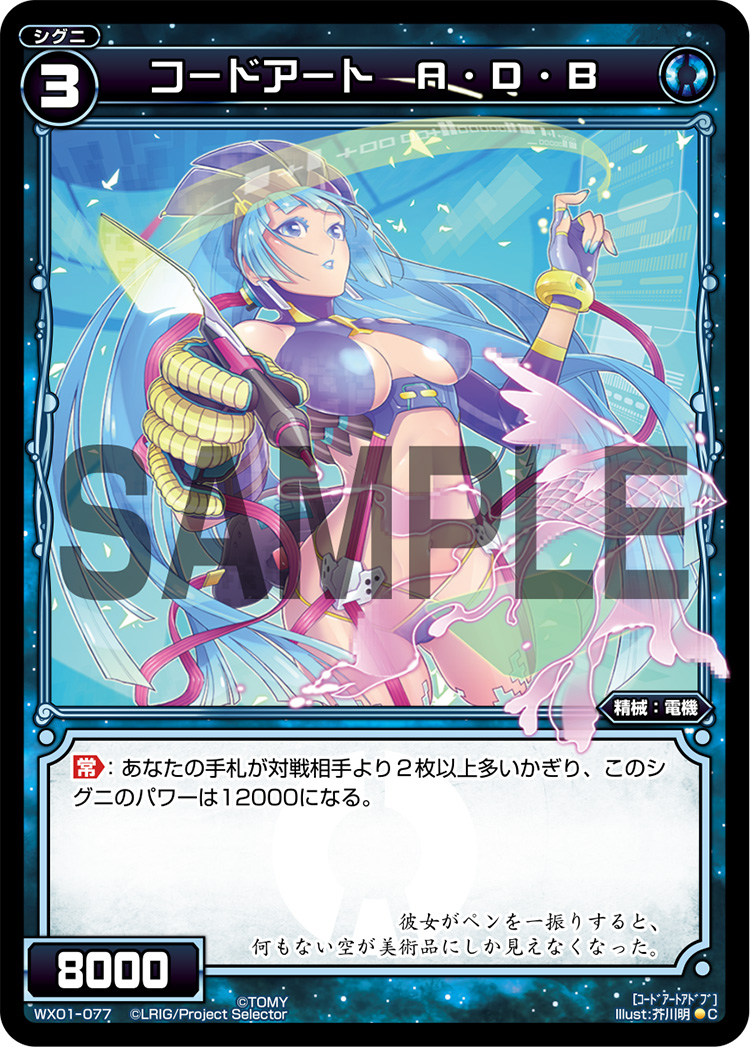 シグニ
3
コードアート A・D・B
SAMPLE
精械：電機
常：あなたの手札が対戦相手より２枚以上多いかぎり、このシ
グニのパワーは12000になる。
彼女がペンを一振りすると、
何もない空が美術品にしか見えなくなった。
8000
©TOMY
[ｺｰﾄﾞｱｰﾄｱﾄﾞﾌﾞ]
WX01-077 ©LRIG/Project Selector
Illust:芥川明 C